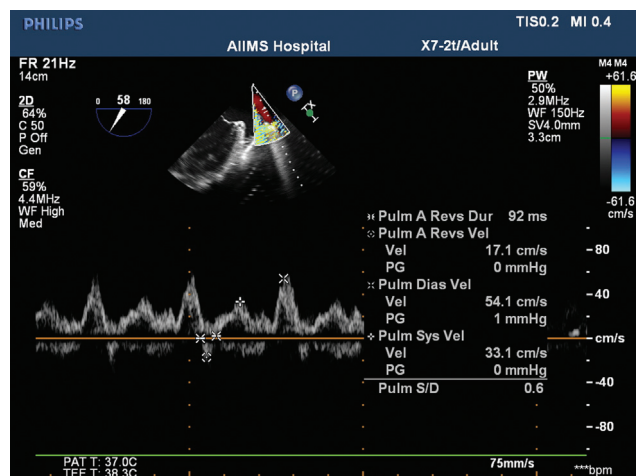 PHILIPS
TIS0.2 MI 0.4
AIIMS Hospital
X7-2t/Adult
FR 21Hz
14cm
2D
64%
C 50
P Off
Gen
CF
59%
4.4MHz
WF High
Med
0 58 180
P
PW
50%
2.9MHz
WF 150Hz
SV4.0mm
3.3cm
M4 M4
+61.6
-61.6
cm/s
Pulm A Revs Dur 92 ms
Pulm A Revs Vel
Vel 17.1 cm/s
PG 0 mmHg
Pulm Dias Vel
Vel 54.1 cm/s
PG 1 mmHg
Pulm Sys Vel
Vel 33.1 cm/s
PG 0 mmHg
Pulm S/D 0.6
- 80
- 40
- cm/s
- -40
- -80
PAT T: 37.0C
TEE T: 38.3C
75mm/s
***bpm